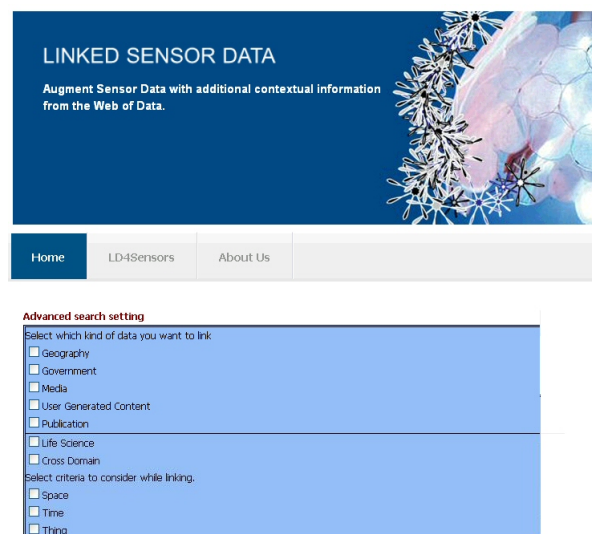 LINKED SENSOR DATA
Augment Sensor Data with additional contextual information
from the Web of Data.
Home LD4Sensors About Us
Advanced search setting
Select which kind of data you want to link
Geography
Government
Media
User Generated Content
Publication
Life Science
Cross Domain
Select criteria to consider while linking.
Space
Time
Thing